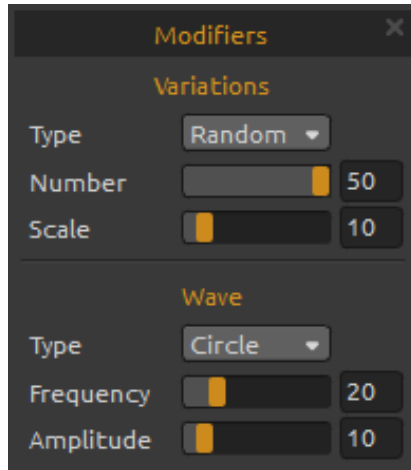 Modifiers
Variations
Type Random
Number 50
Scale 10
Wave
Type Circle
Frequency 20
Amplitude 10